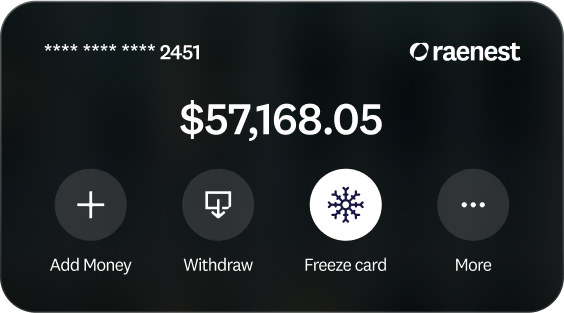 **** **** **** 2451
raenest
$57,168.05
Add Money
Withdraw
Freeze card
More